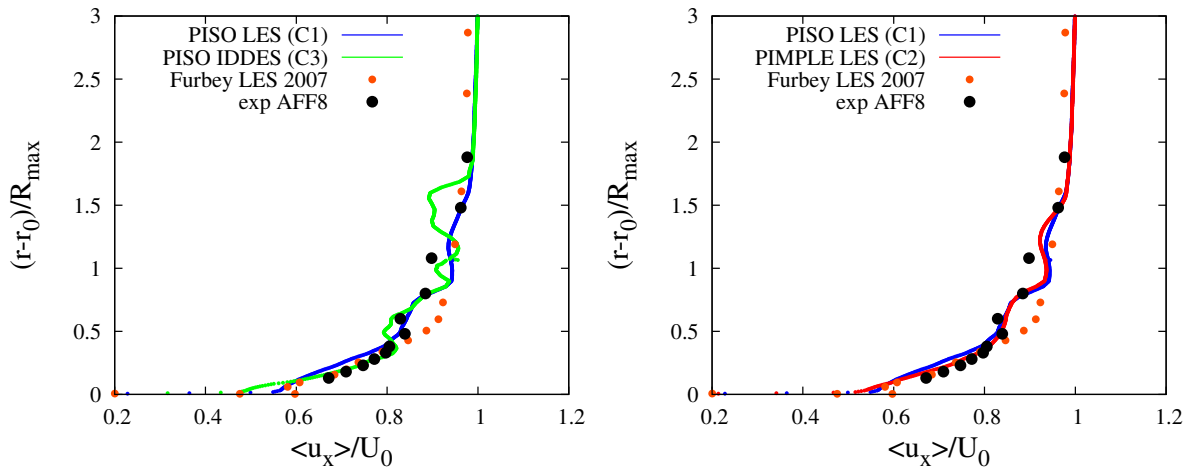 PISO LES (C1)
PISO IDDES (C3)
Furbey LES 2007
exp AFF8
3
2.5
2
1.5
1
0.5
0
(r-r0)/Rmax
0.2 0.4 0.6 0.8 1 1.2
<ux>/U0
PISO LES (C1)
PIMPLE LES (C2)
Furbey LES 2007
exp AFF8
3
2.5
2
1.5
1
0.5
0
(r-r0)/Rmax
0.2 0.4 0.6 0.8 1 1.2
<ux>/U0